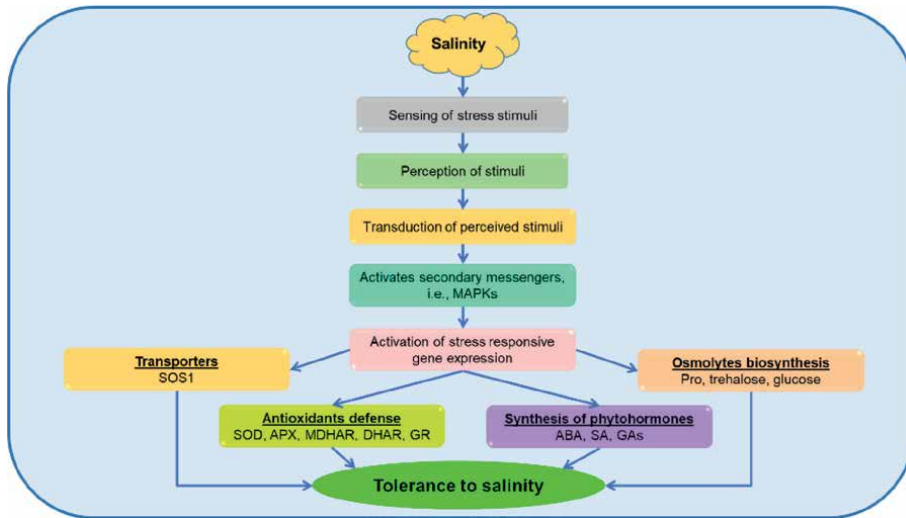 Salinity
Sensing of stress stimuli
Perception of stimuli
Transduction of perceived stimuli
Activates secondary messengers,
i.e., MAPKs
Activation of stress responsive
gene expression
Transporters
SOS1
Osmolytes biosynthesis
Pro, trehalose, glucose
Antioxidants defense
SOD, APX, MDHAR, DHAR, GR
Synthesis of phytohormones
ABA, SA, GAs
Tolerance to salinity